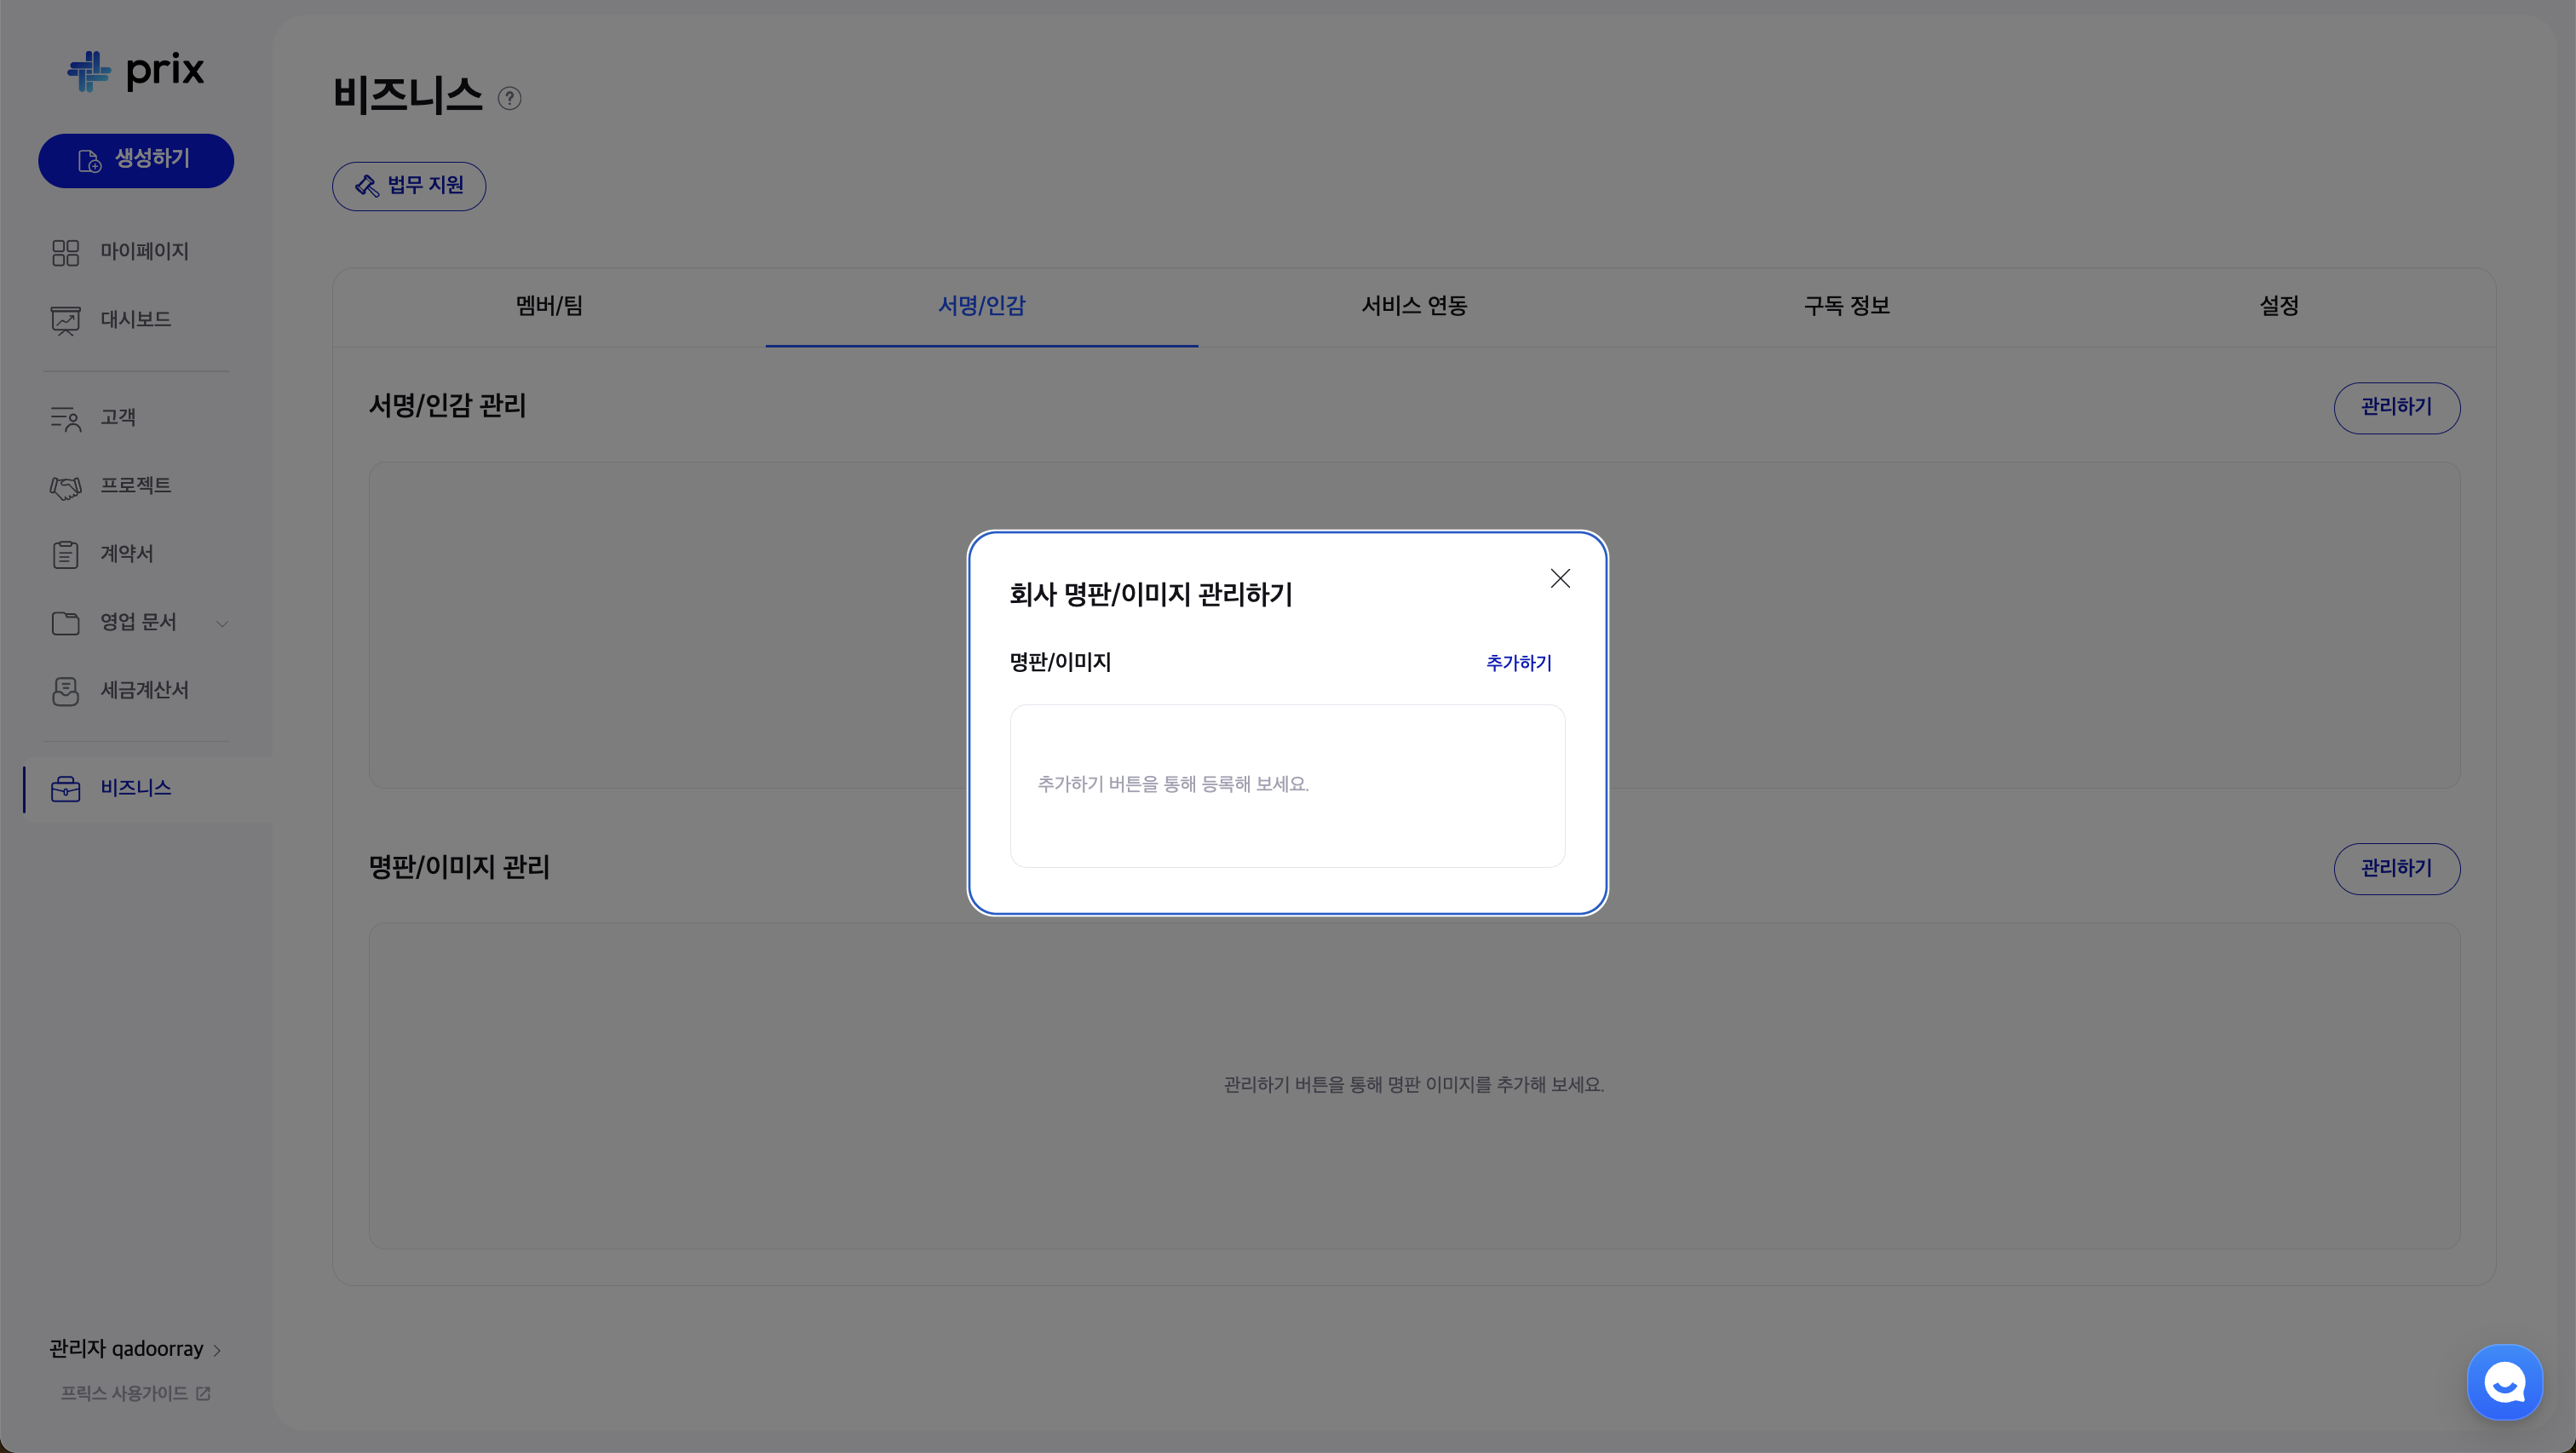 prix
생성하기
마이페이지
대시보드
고객
프로젝트
계약서
영업 문서
세금계산서
비즈니스
관리자 qadoorray
프릭스 사용가이드
비즈니스 ?
법무 지원
멤버/팀 서명/인감 서비스 연동 구독 정보 설정
서명/인감 관리 관리하기
회사 명판/이미지 관리하기
명판/이미지 추가하기
추가하기 버튼을 통해 등록해 보세요.
명판/이미지 관리 관리하기
관리하기 버튼을 통해 명판 이미지를 추가해 보세요.